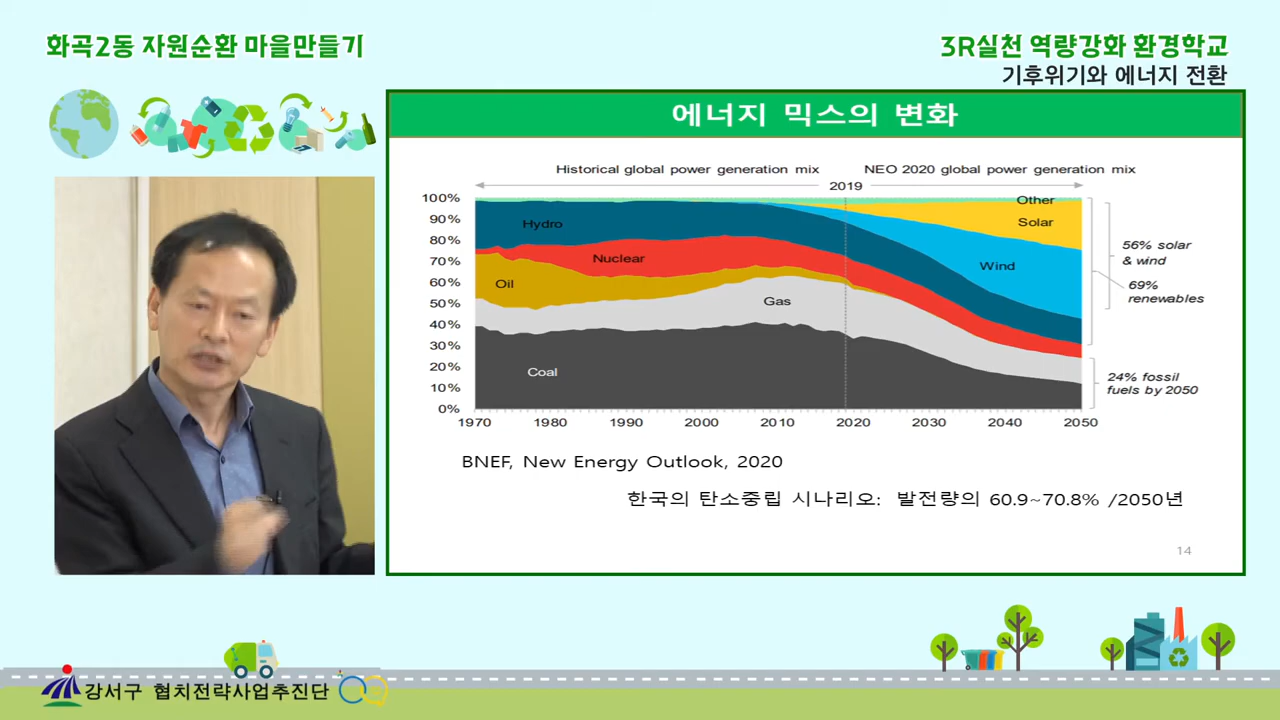 화곡2동 자원순환 마을만들기
3R실천 역량강화 환경학교
기후위기와 에너지 전환
에너지 믹스의 변화
Historical global power generation mix
NEO 2020 global power generation mix
2019
100%
90%
80%
70%
60%
50%
40%
30%
20%
10%
0%
Other
Solar
Hydro
Nuclear
Wind
Oil
Gas
Coal
56% solar
& wind
69%
renewables
24% fossil
fuels by 2050
1970 1980 1990 2000 2010 2020 2030 2040 2050
BNEF, New Energy Outlook, 2020
한국의 탄소중립 시나리오: 발전량의 60.9~70.8% /2050년
14
강서구 협치전략사업추진단